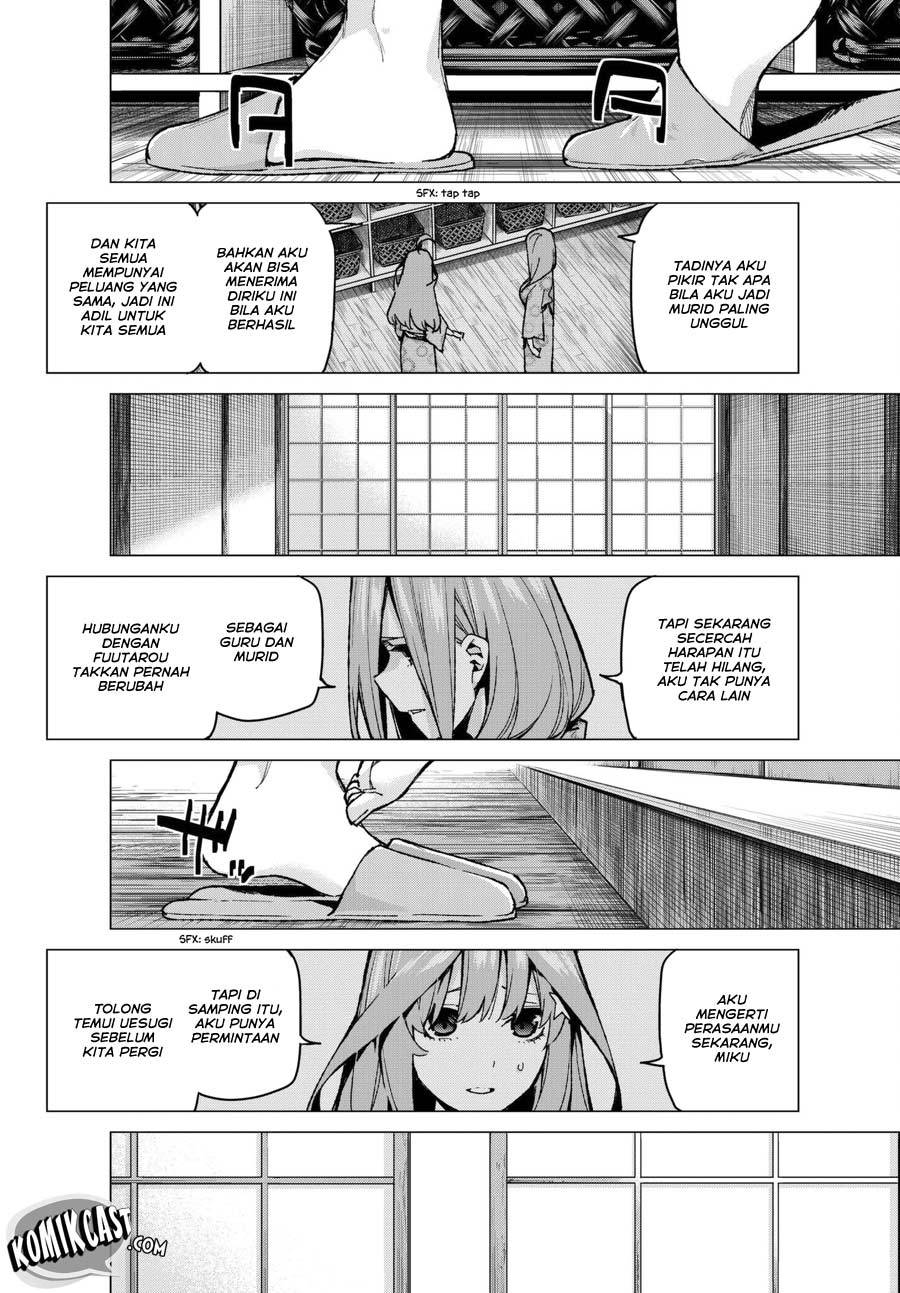 SFX: tap tap
TADINYA AKU
PIKIR TAK APA
BILA AKU JADI
MURID PALING
UNGGUL
BAHKAN AKU
AKAN BISA
MENERIMA
DIRIKU INI
BILA AKU
BERHASIL
DAN KITA
SEMUA
MEMPUNYAI
PELUANG YANG
SAMA, JADI INI
ADIL UNTUK
KITA SEMUA
TAPI SEKARANG
SECERCAH
HARAPAN ITU
TELAH HILANG,
AKU TAK PUNYA
CARA LAIN
SEBAGAI
GURU DAN
MURID
HUBUNGANKU
DENGAN
FUUTAROU
TAKKAN PERNAH
BERUBAH
SFX: skuff
AKU
MENGERTI
PERASAANMU
SEKARANG,
MIKU
TAPI DI
SAMPING ITU,
AKU PUNYA
PERMINTAAN
TOLONG
TEMUI UESUGI
SEBELUM
KITA PERGI
KOMIKCAST
.COM